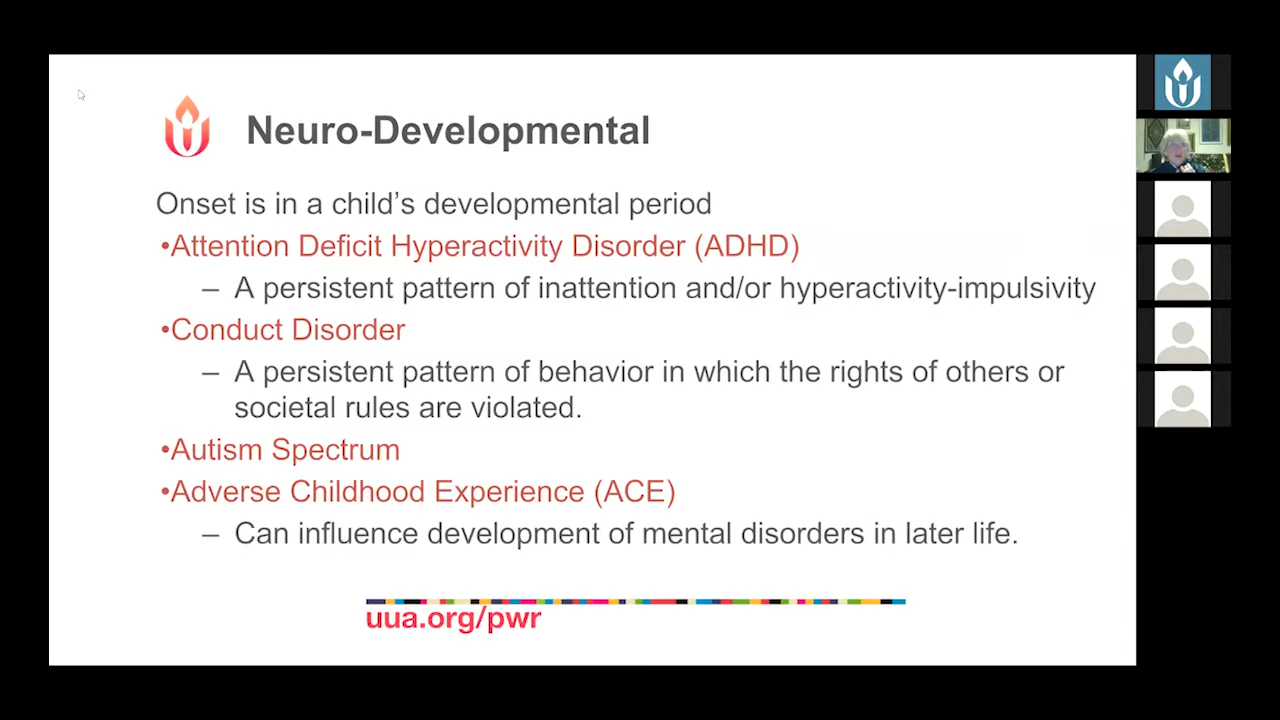 Neuro-Developmental
Onset is in a child’s developmental period
•Attention Deficit Hyperactivity Disorder (ADHD)
– A persistent pattern of inattention and/or hyperactivity-impulsivity
•Conduct Disorder
– A persistent pattern of behavior in which the rights of others or
societal rules are violated.
•Autism Spectrum
•Adverse Childhood Experience (ACE)
– Can influence development of mental disorders in later life.
uua.org/pwr